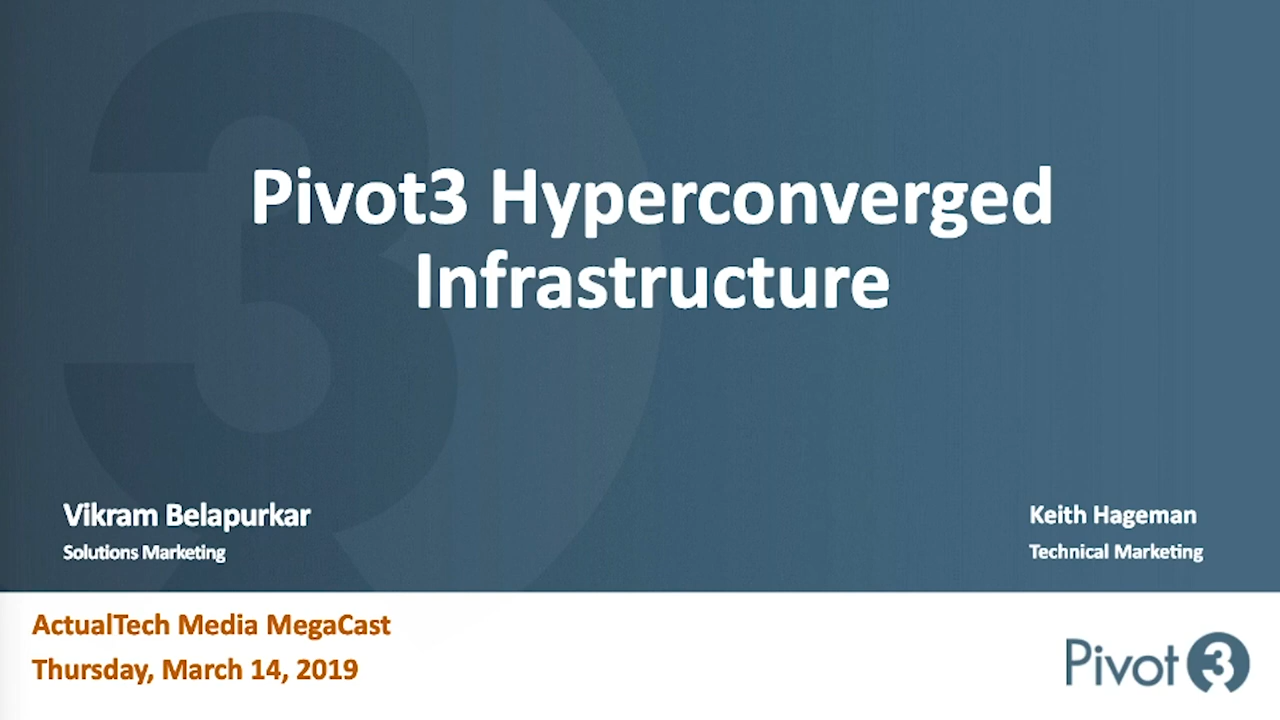 Pivot3 Hyperconverged
Infrastructure
Vikram Belapurkar
Solutions Marketing
Keith Hageman
Technical Marketing
ActualTech Media MegaCast
Thursday, March 14, 2019
Pivot3